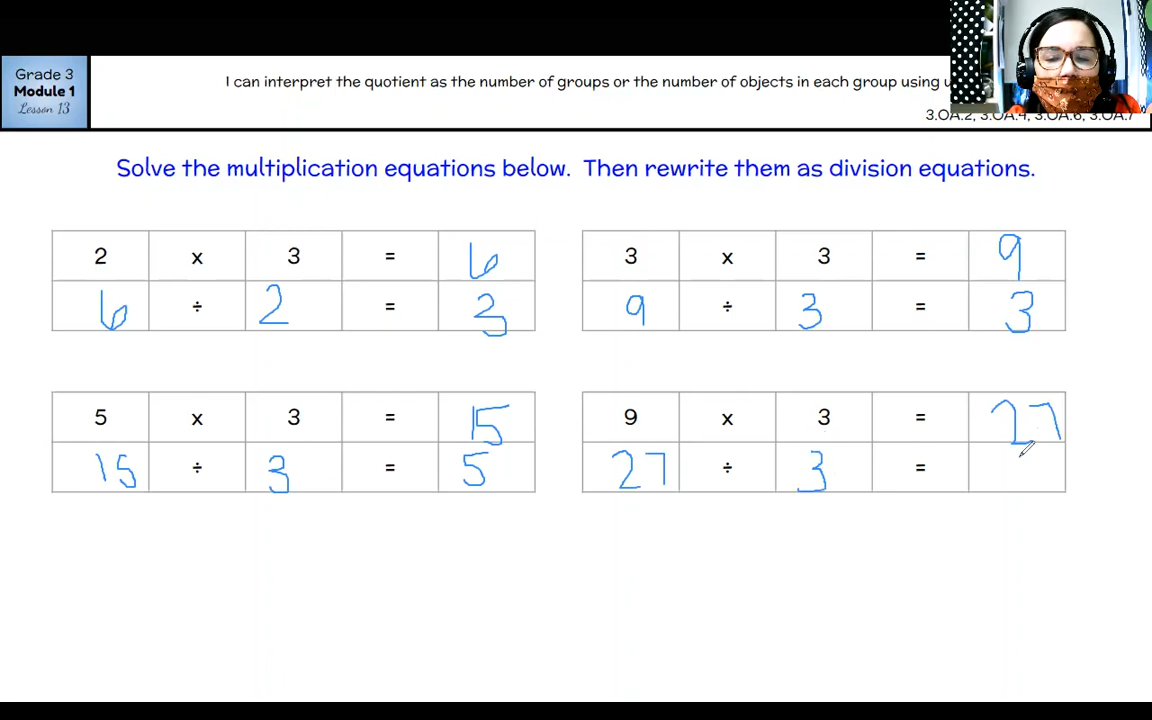 Grade 3
Module 1
Lesson 13
I can interpret the quotient as the number of groups or the number of objects in each group using
3.OA.2, 3.OA.4, 3.OA.6, 3.OA.7
Solve the multiplication equations below. Then rewrite them as division equations.
2 x 3 = 6
6 ÷ 2 = 3
3 x 3 = 9
9 ÷ 3 = 3
5 x 3 = 15
15 ÷ 3 = 5
9 x 3 = 27
27 ÷ 3 =